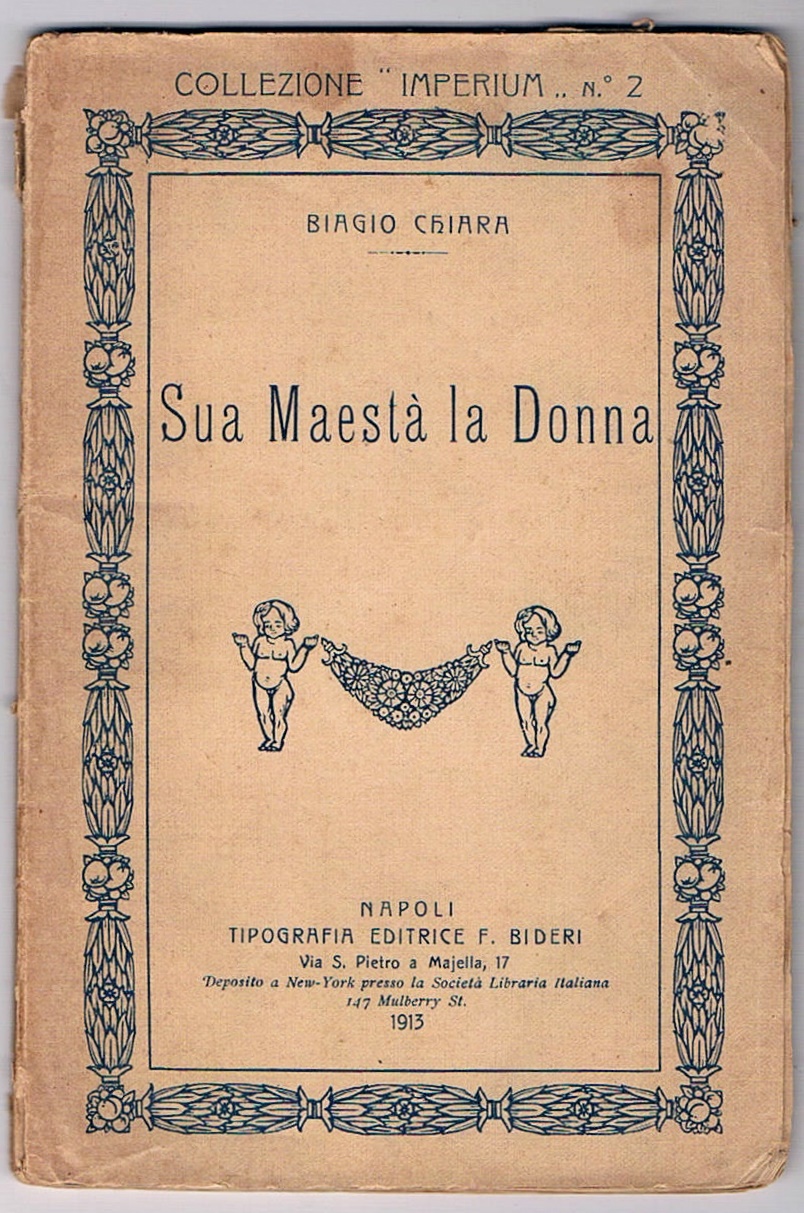 COLLEZIONE “ IMPERIUM „ N.° 2
BIAGIO CHIARA
Sua Maestà la Donna
NAPOLI
TIPOGRAFIA EDITRICE F. BIDERI
Via S. Pietro a Majella, 17
Deposito a New-York presso la Società Libraria Italiana
147 Mulberry St.
1913